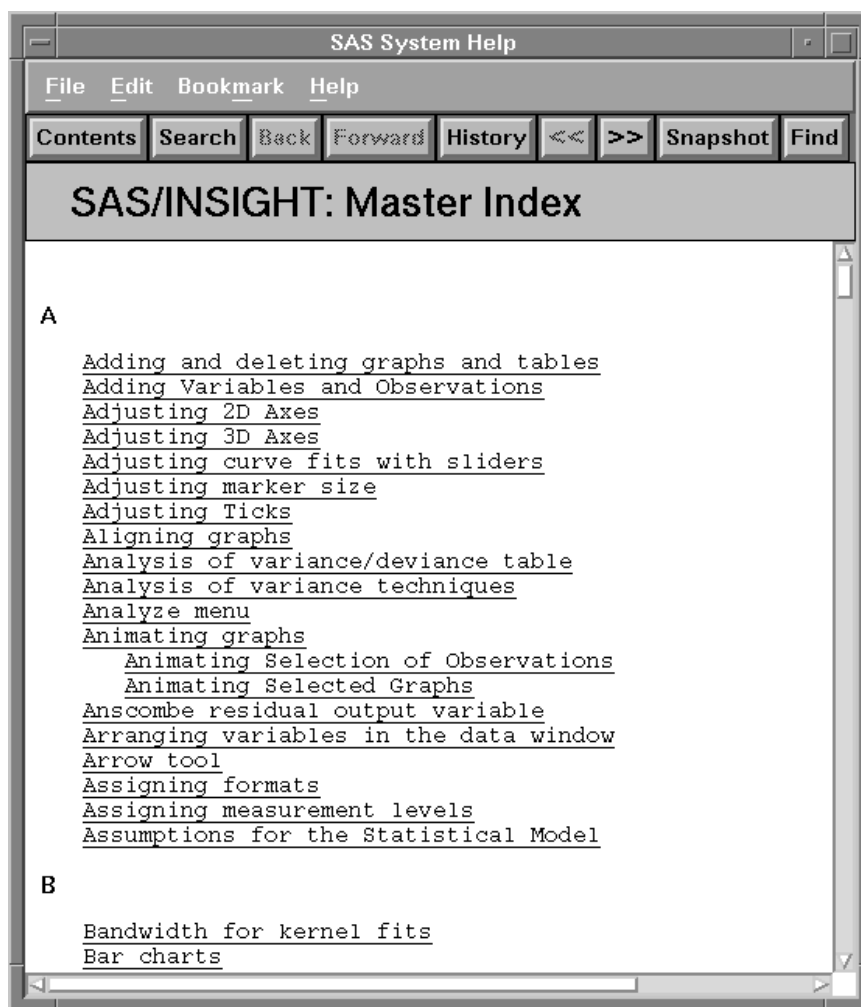 SAS System Help
File Edit Bookmark Help
Contents Search Back Forward History << >> Snapshot Find
SAS/INSIGHT: Master Index
A
Adding and deleting graphs and tables
Adding Variables and Observations
Adjusting 2D Axes
Adjusting 3D Axes
Adjusting curve fits with sliders
Adjusting marker size
Adjusting Ticks
Aligning graphs
Analysis of variance/deviance table
Analysis of variance techniques
Analyze menu
Animating graphs
Animating Selection of Observations
Animating Selected Graphs
Anscombe residual output variable
Arranging variables in the data window
Arrow tool
Assigning formats
Assigning measurement levels
Assumptions for the Statistical Model
B
Bandwidth for kernel fits
Bar charts